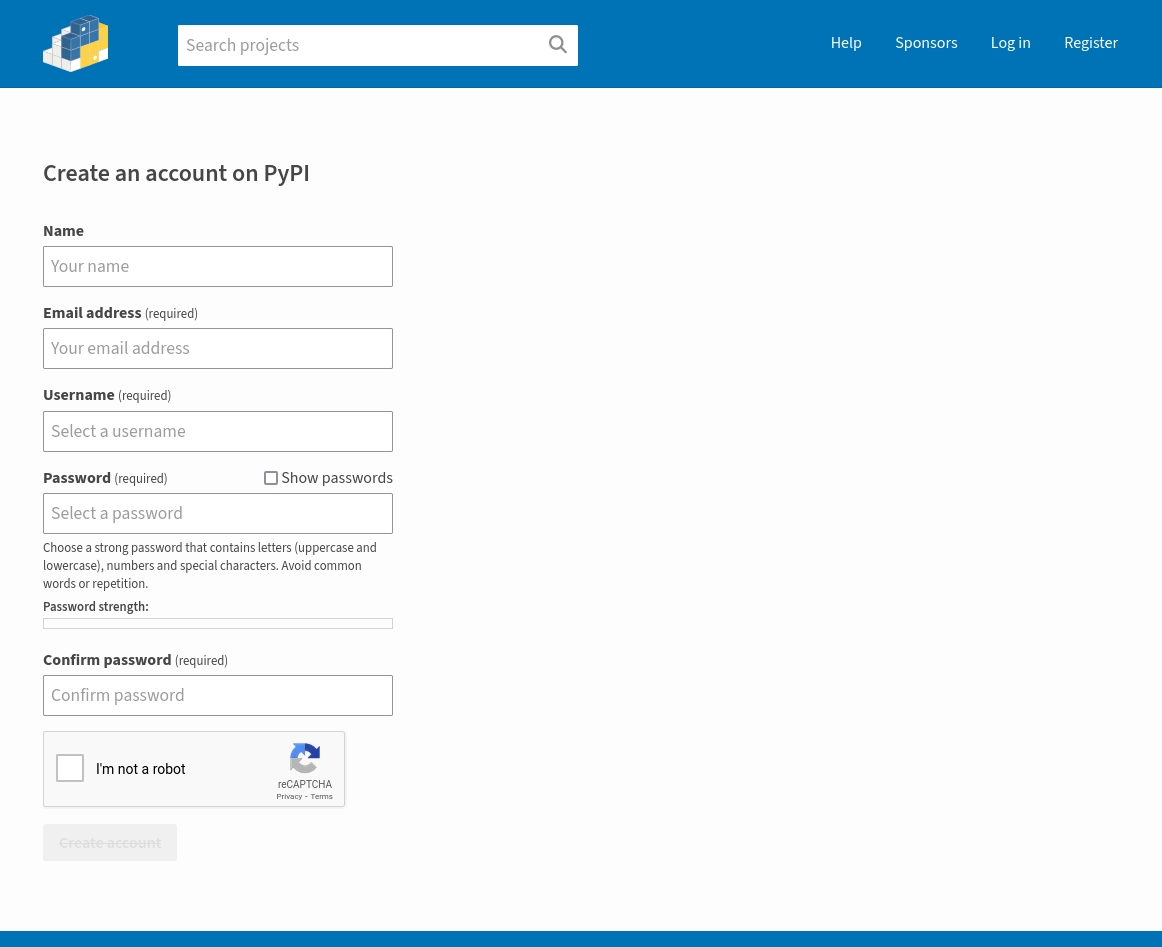 Search projects
Help Sponsors Log in Register
Create an account on PyPI
Name
Your name
Email address (required)
Your email address
Username (required)
Select a username
Password (required) Show passwords
Select a password
Choose a strong password that contains letters (uppercase and
lowercase), numbers and special characters. Avoid common
words or repetition.
Password strength:
Confirm password (required)
Confirm password
I'm not a robot
reCAPTCHA
Privacy - Terms
Create account